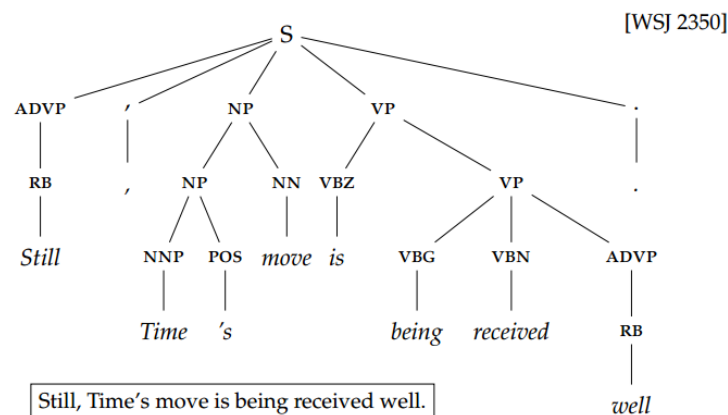 [WSJ 2350]
S
ADVP , NP VP .
RB , NP NN VBZ VP .
Still NNP POS move is VBG VBN ADVP
Time 's being received RB
Still, Time's move is being received well.
well